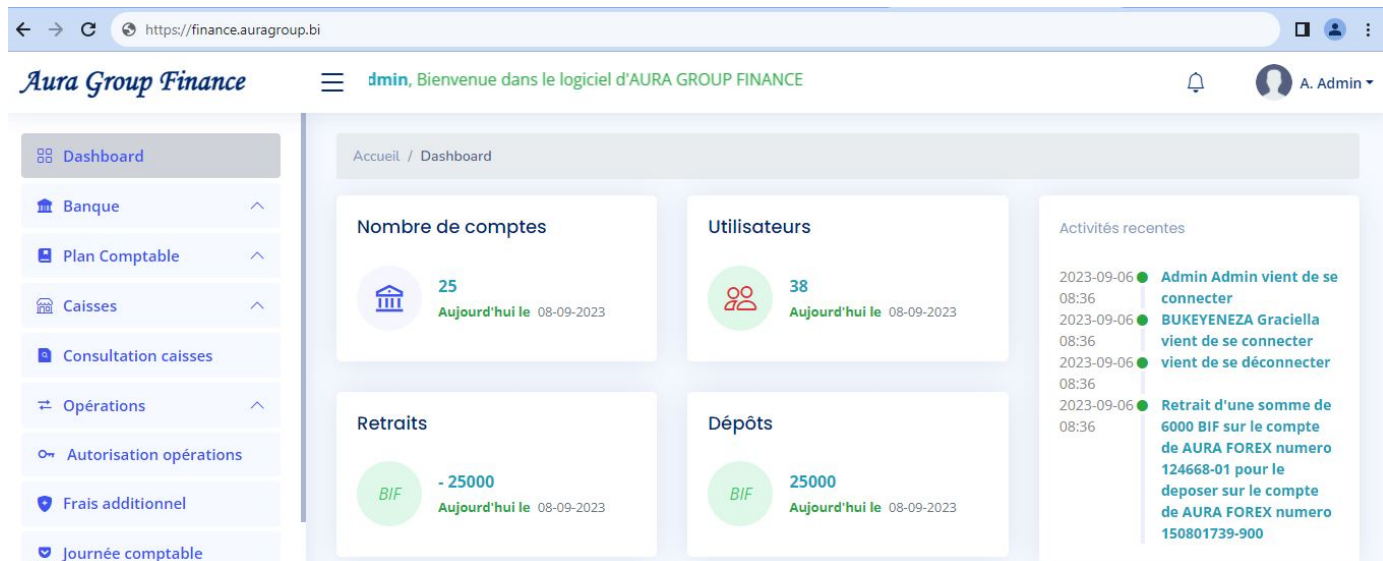 https://finance.auragroup.bi
Aura Group Finance
dmin, Bienvenue dans le logiciel d'AURA GROUP FINANCE
A. Admin
Dashboard
Banque
Plan Comptable
Caisses
Consultation caisses
Opérations
Autorisation opérations
Frais additionnel
Journée comptable
Accueil / Dashboard
Nombre de comptes
25
Aujourd'hui le 08-09-2023
Utilisateurs
38
Aujourd'hui le 08-09-2023
Retraits
BIF
- 25000
Aujourd'hui le 08-09-2023
Dépôts
BIF
25000
Aujourd'hui le 08-09-2023
Activités recentes
2023-09-06 Admin Admin vient de se
08:36 connecter
2023-09-06 BUKEYENEZA Graciella
08:36 vient de se connecter
2023-09-06 vient de se déconnecter
08:36
2023-09-06 Retrait d'une somme de
08:36 6000 BIF sur le compte
de AURA FOREX numero
124668-01 pour le
deposer sur le compte
de AURA FOREX numero
150801739-900